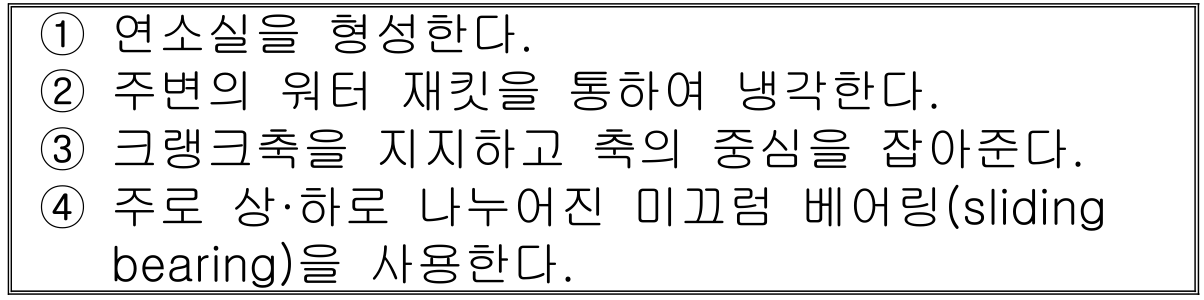 ① 연소실을 형성한다.
② 주변의 워터 재킷을 통하여 냉각한다.
③ 크랭크축을 지지하고 축의 중심을 잡아준다.
④ 주로 상·하로 나누어진 미끄럼 베어링(sliding
bearing)을 사용한다.